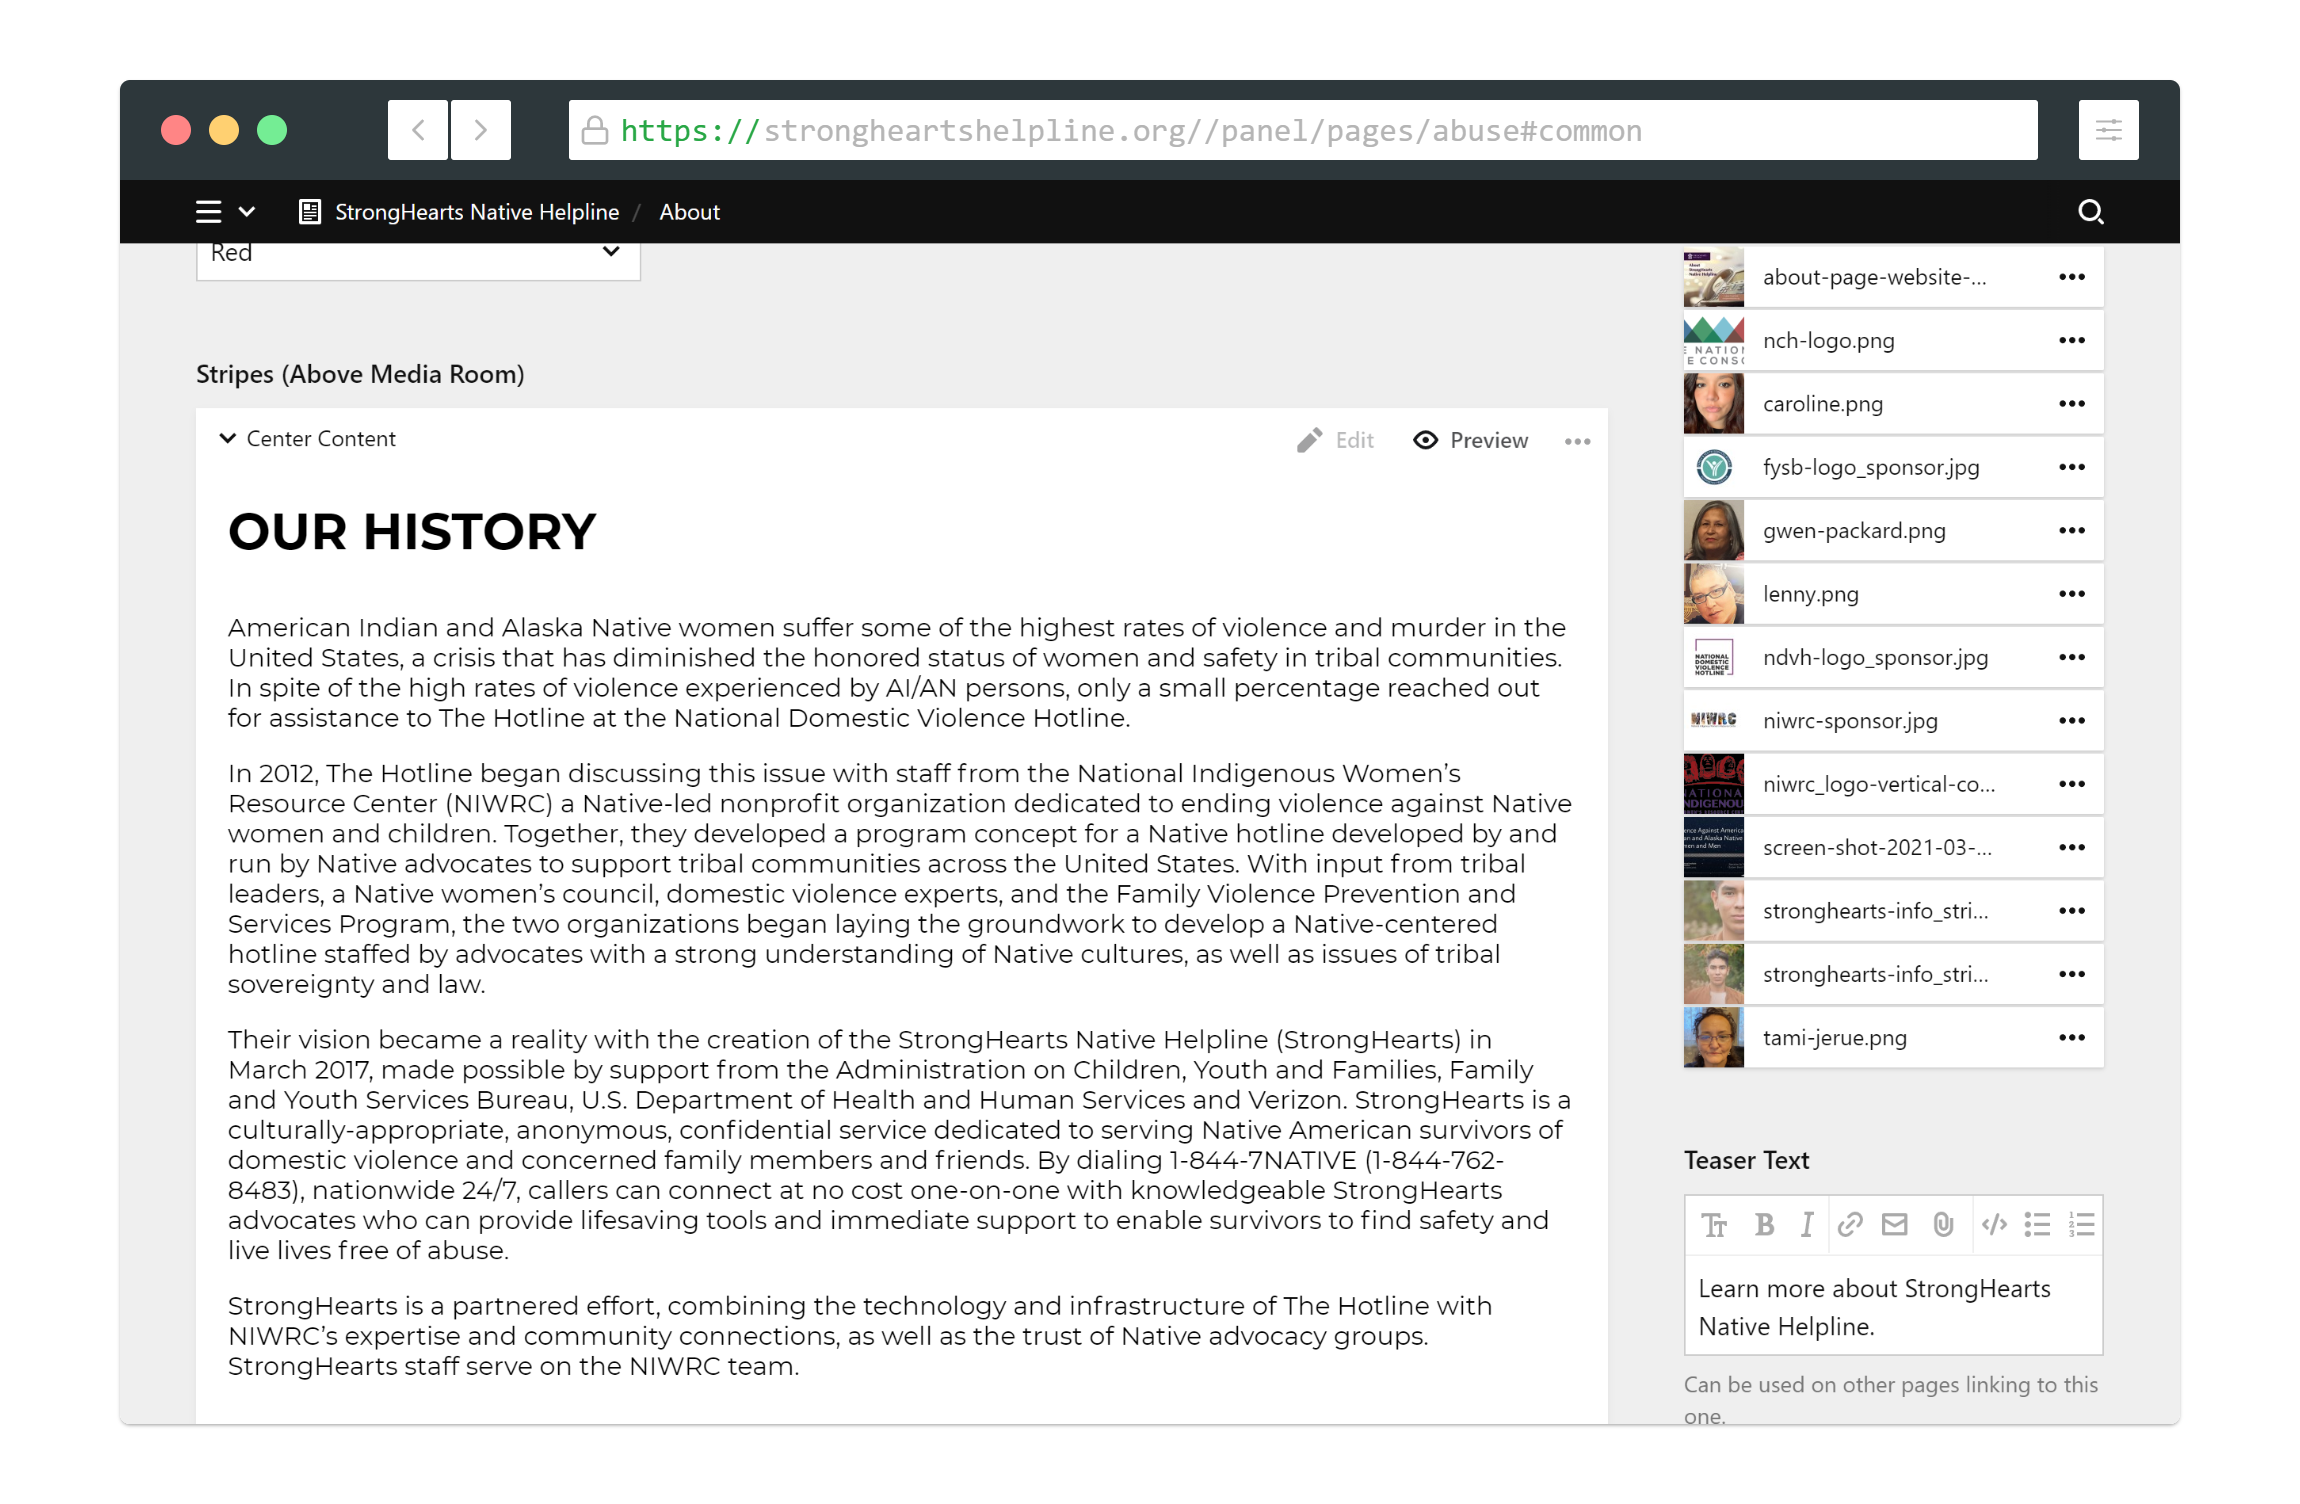 https://strongheartshelpline.org//panel/pages/abuse#common
StrongHearts Native Helpline / About
Red
Stripes (Above Media Room)
Center Content
Edit
Preview
OUR HISTORY
American Indian and Alaska Native women suffer some of the highest rates of violence and murder in the
United States, a crisis that has diminished the honored status of women and safety in tribal communities.
In spite of the high rates of violence experienced by AI/AN persons, only a small percentage reached out
for assistance to The Hotline at the National Domestic Violence Hotline.
In 2012, The Hotline began discussing this issue with staff from the National Indigenous Women’s
Resource Center (NIWRC) a Native-led nonprofit organization dedicated to ending violence against Native
women and children. Together, they developed a program concept for a Native hotline developed by and
run by Native advocates to support tribal communities across the United States. With input from tribal
leaders, a Native women’s council, domestic violence experts, and the Family Violence Prevention and
Services Program, the two organizations began laying the groundwork to develop a Native-centered
hotline staffed by advocates with a strong understanding of Native cultures, as well as issues of tribal
sovereignty and law.
Their vision became a reality with the creation of the StrongHearts Native Helpline (StrongHearts) in
March 2017, made possible by support from the Administration on Children, Youth and Families, Family
and Youth Services Bureau, U.S. Department of Health and Human Services and Verizon. StrongHearts is a
culturally-appropriate, anonymous, confidential service dedicated to serving Native American survivors of
domestic violence and concerned family members and friends. By dialing 1-844-7NATIVE (1-844-762-
8483), nationwide 24/7, callers can connect at no cost one-on-one with knowledgeable StrongHearts
advocates who can provide lifesaving tools and immediate support to enable survivors to find safety and
live lives free of abuse.
StrongHearts is a partnered effort, combining the technology and infrastructure of The Hotline with
NIWRC’s expertise and community connections, as well as the trust of Native advocacy groups.
StrongHearts staff serve on the NIWRC team.
about-page-website-...
nch-logo.png
E NATION
E CONSO
caroline.png
fysb-logo_sponsor.jpg
gwen-packard.png
lenny.png
NATIONAL
DOMESTIC
VIOLENCE
HOTLINE
ndvh-logo_sponsor.jpg
NIWRC
niwrc-sponsor.jpg
niwrc_logo-vertical-co...
screen-shot-2021-03-...
stronghearts-info_stri...
stronghearts-info_stri...
tami-jerue.png
Teaser Text
Learn more about StrongHearts
Native Helpline.
Can be used on other pages linking to this
one.